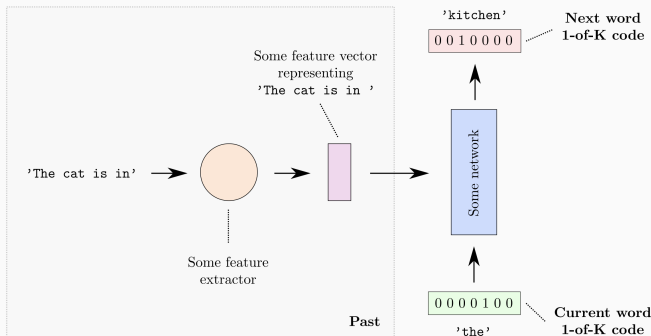 'kitchen'
0 0 1 0 0 0 0
Next word
1-of-K code
Some feature vector
representing
'The cat is in '
'The cat is in'
Some network
Some feature
extractor
Past
0 0 0 0 1 0 0
'the'
Current word
1-of-K code